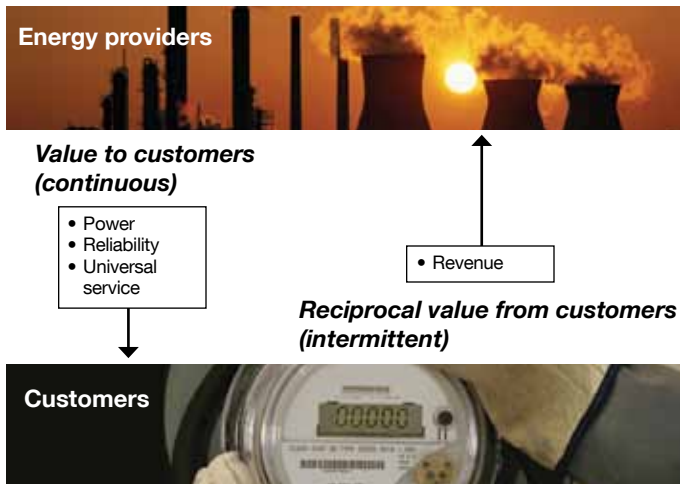 Energy providers
Value to customers
(continuous)
• Power
• Reliability
• Universal
service
• Revenue
Reciprocal value from customers
(intermittent)
Customers
00000